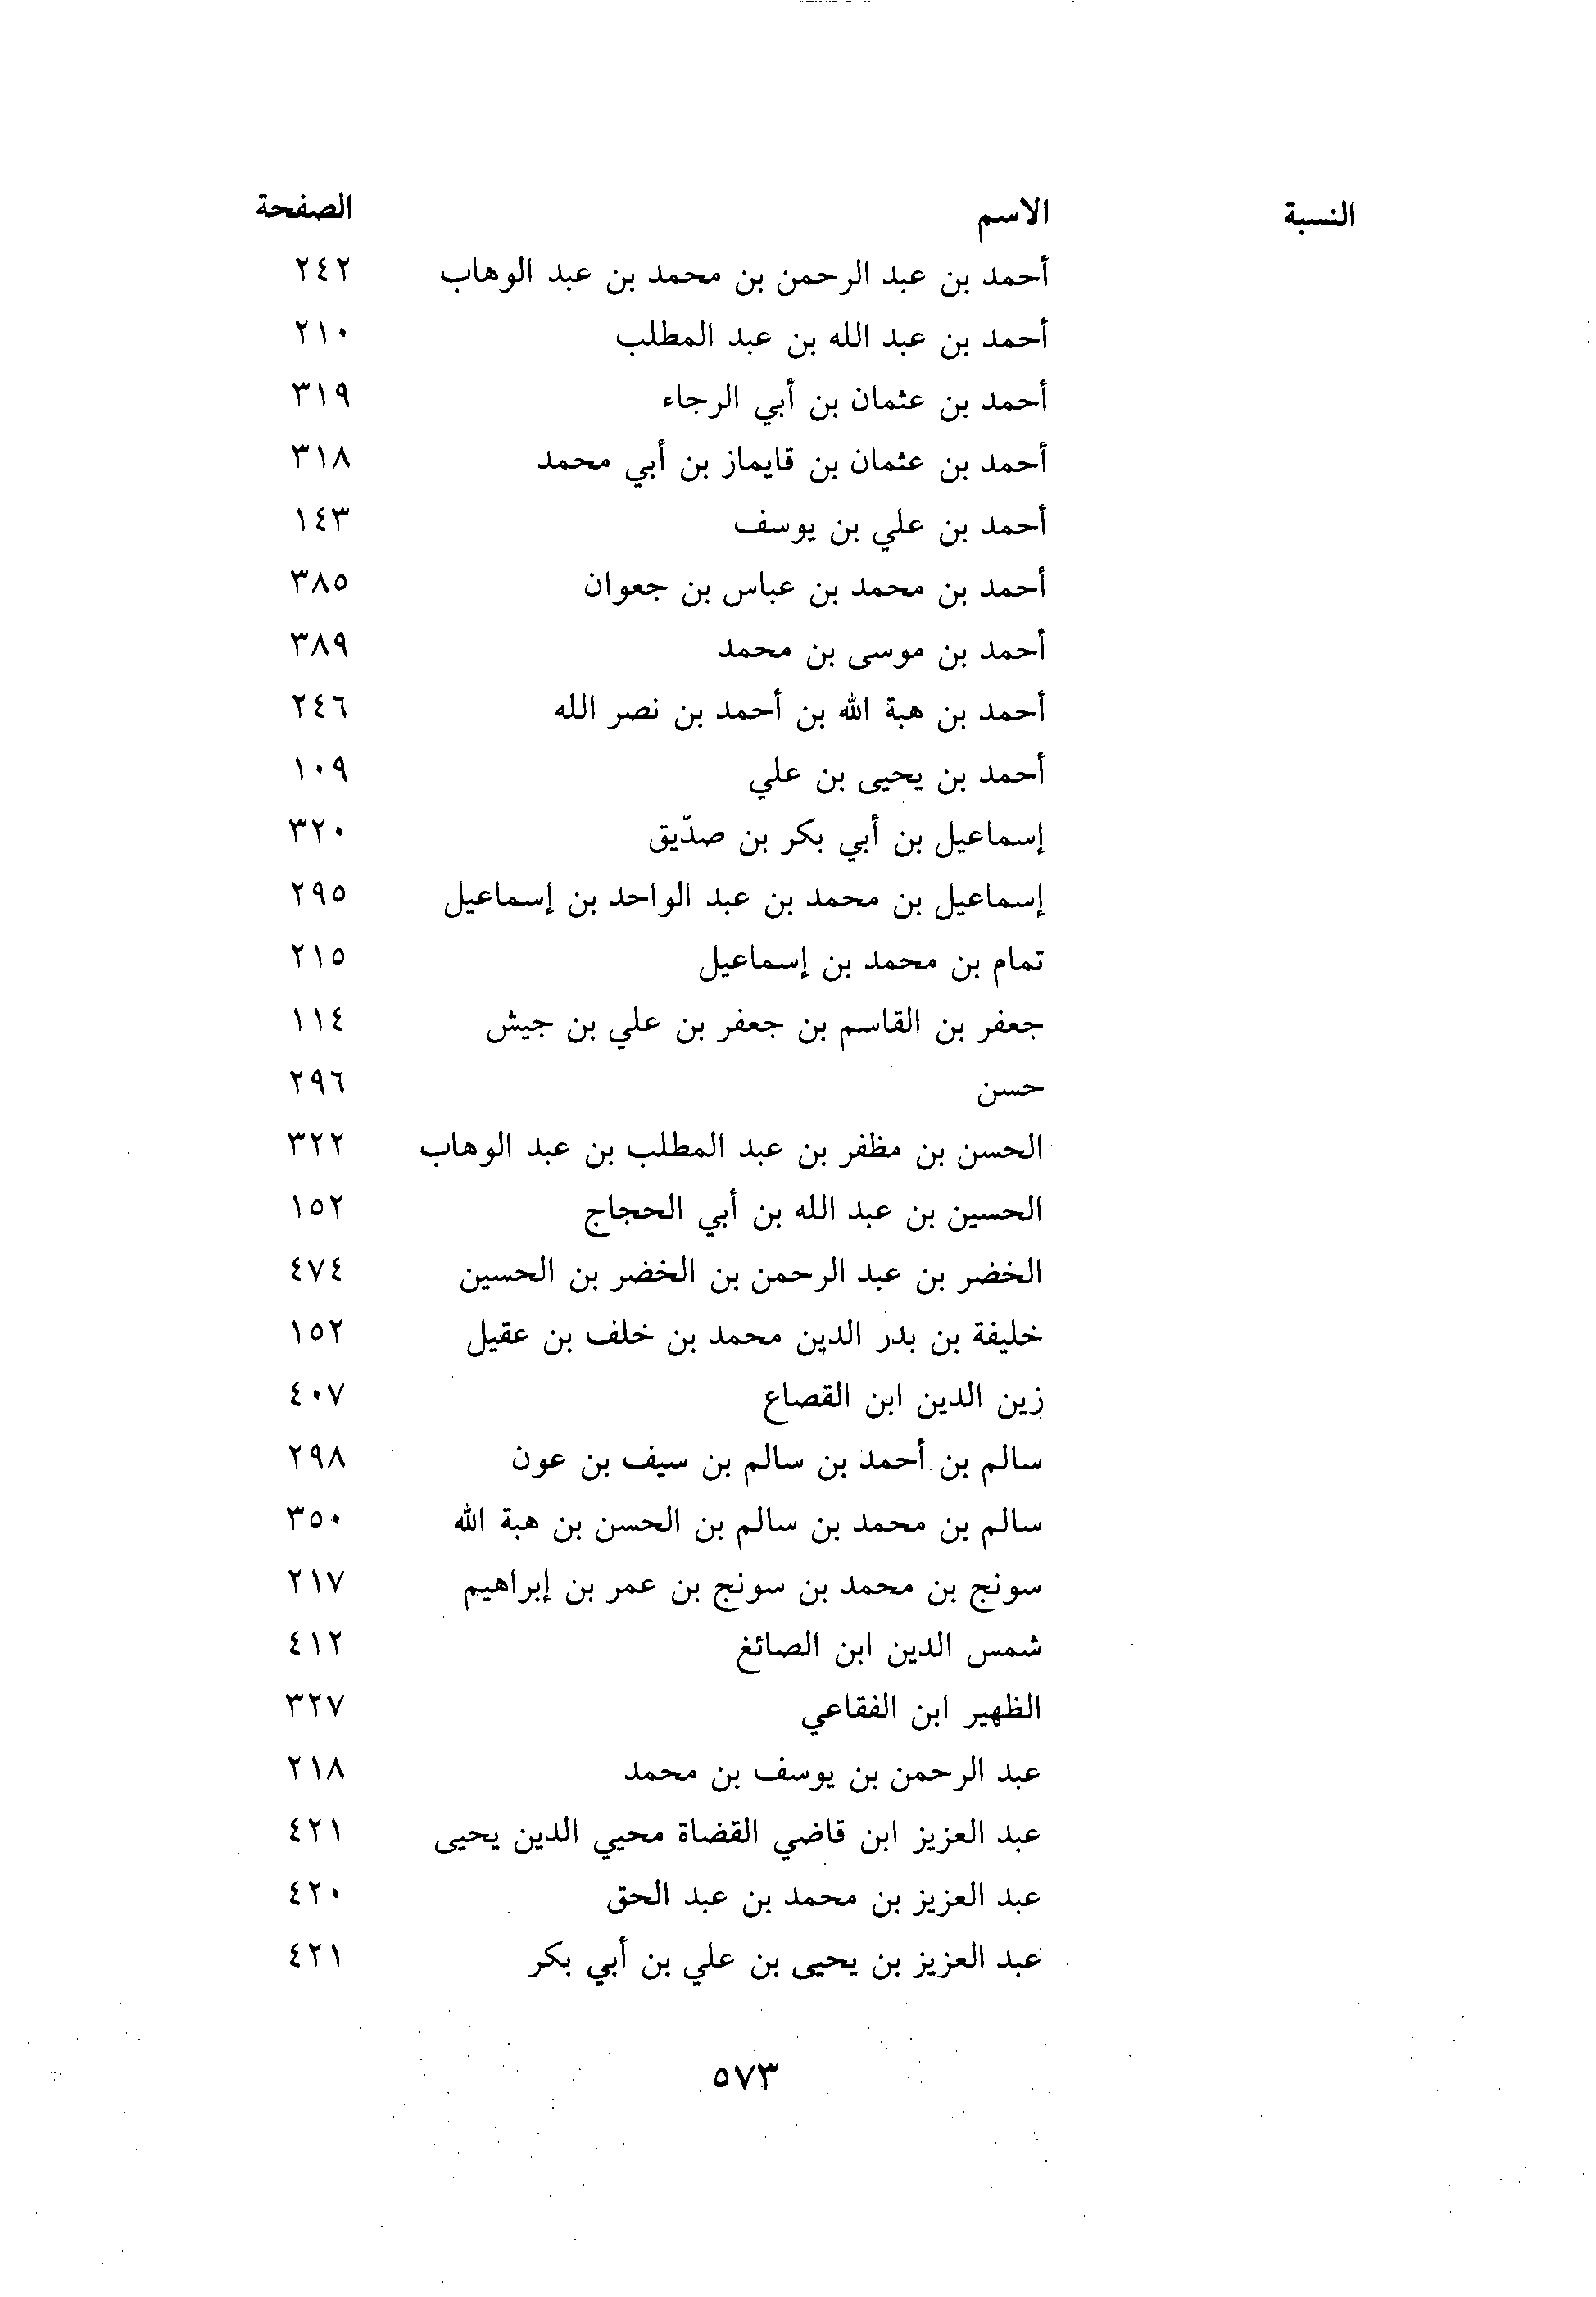 النسبة الاسم الصفحة
أحمد بن عبد الرحمن بن محمد بن عبد الوهاب ٢٤٢
أحمد بن عبد الله بن عبد المطلب ٢١٠
أحمد بن عثمان بن أبي الرجاء ٣١٩
أحمد بن عثمان بن قايماز بن أبي محمد ٣١٨
أحمد بن علي بن يوسف ١٤٣
أحمد بن محمد بن عباس بن جعوان ٣٨٥
أحمد بن موسى بن محمد ٣٨٩
أحمد بن هبة الله بن أحمد بن نصر الله ٢٤٦
أحمد بن يحيى بن علي ١٠٩
إسماعيل بن أبي بكر بن صدّيق ٣٢٠
إسماعيل بن محمد بن عبد الواحد بن إسماعيل ٢٩٥
تمام بن محمد بن إسماعيل ٢١٥
جعفر بن القاسم بن جعفر بن علي بن جيش ١١٤
حسن ٢٩٦
الحسن بن مظفر بن عبد المطلب بن عبد الوهاب ٣٢٢
الحسين بن عبد الله بن أبي الحجاج ١٥٢
الخضر بن عبد الرحمن بن الخضر بن الحسين ٤٧٤
خليفة بن بدر الدين محمد بن خلف بن عقيل ١٥٢
زين الدين ابن القصاع ٤٠٧
سالم بن أحمد بن سالم بن سيف بن عون ٢٩٨
سالم بن محمد بن سالم بن الحسن بن هبة الله ٣٥٠
سونج بن محمد بن سونج بن عمر بن إبراهيم ٢١٧
شمس الدين ابن الصائغ ٤١٢
الظهير ابن الفقاعي ٣٢٧
عبد الرحمن بن يوسف بن محمد ٢١٨
عبد العزيز ابن قاضي القضاة محيي الدين يحيى ٤٢١
عبد العزيز بن محمد بن عبد الحق ٤٢٠
عبد العزيز بن يحيى بن علي بن أبي بكر ٤٢١
٥٧٣